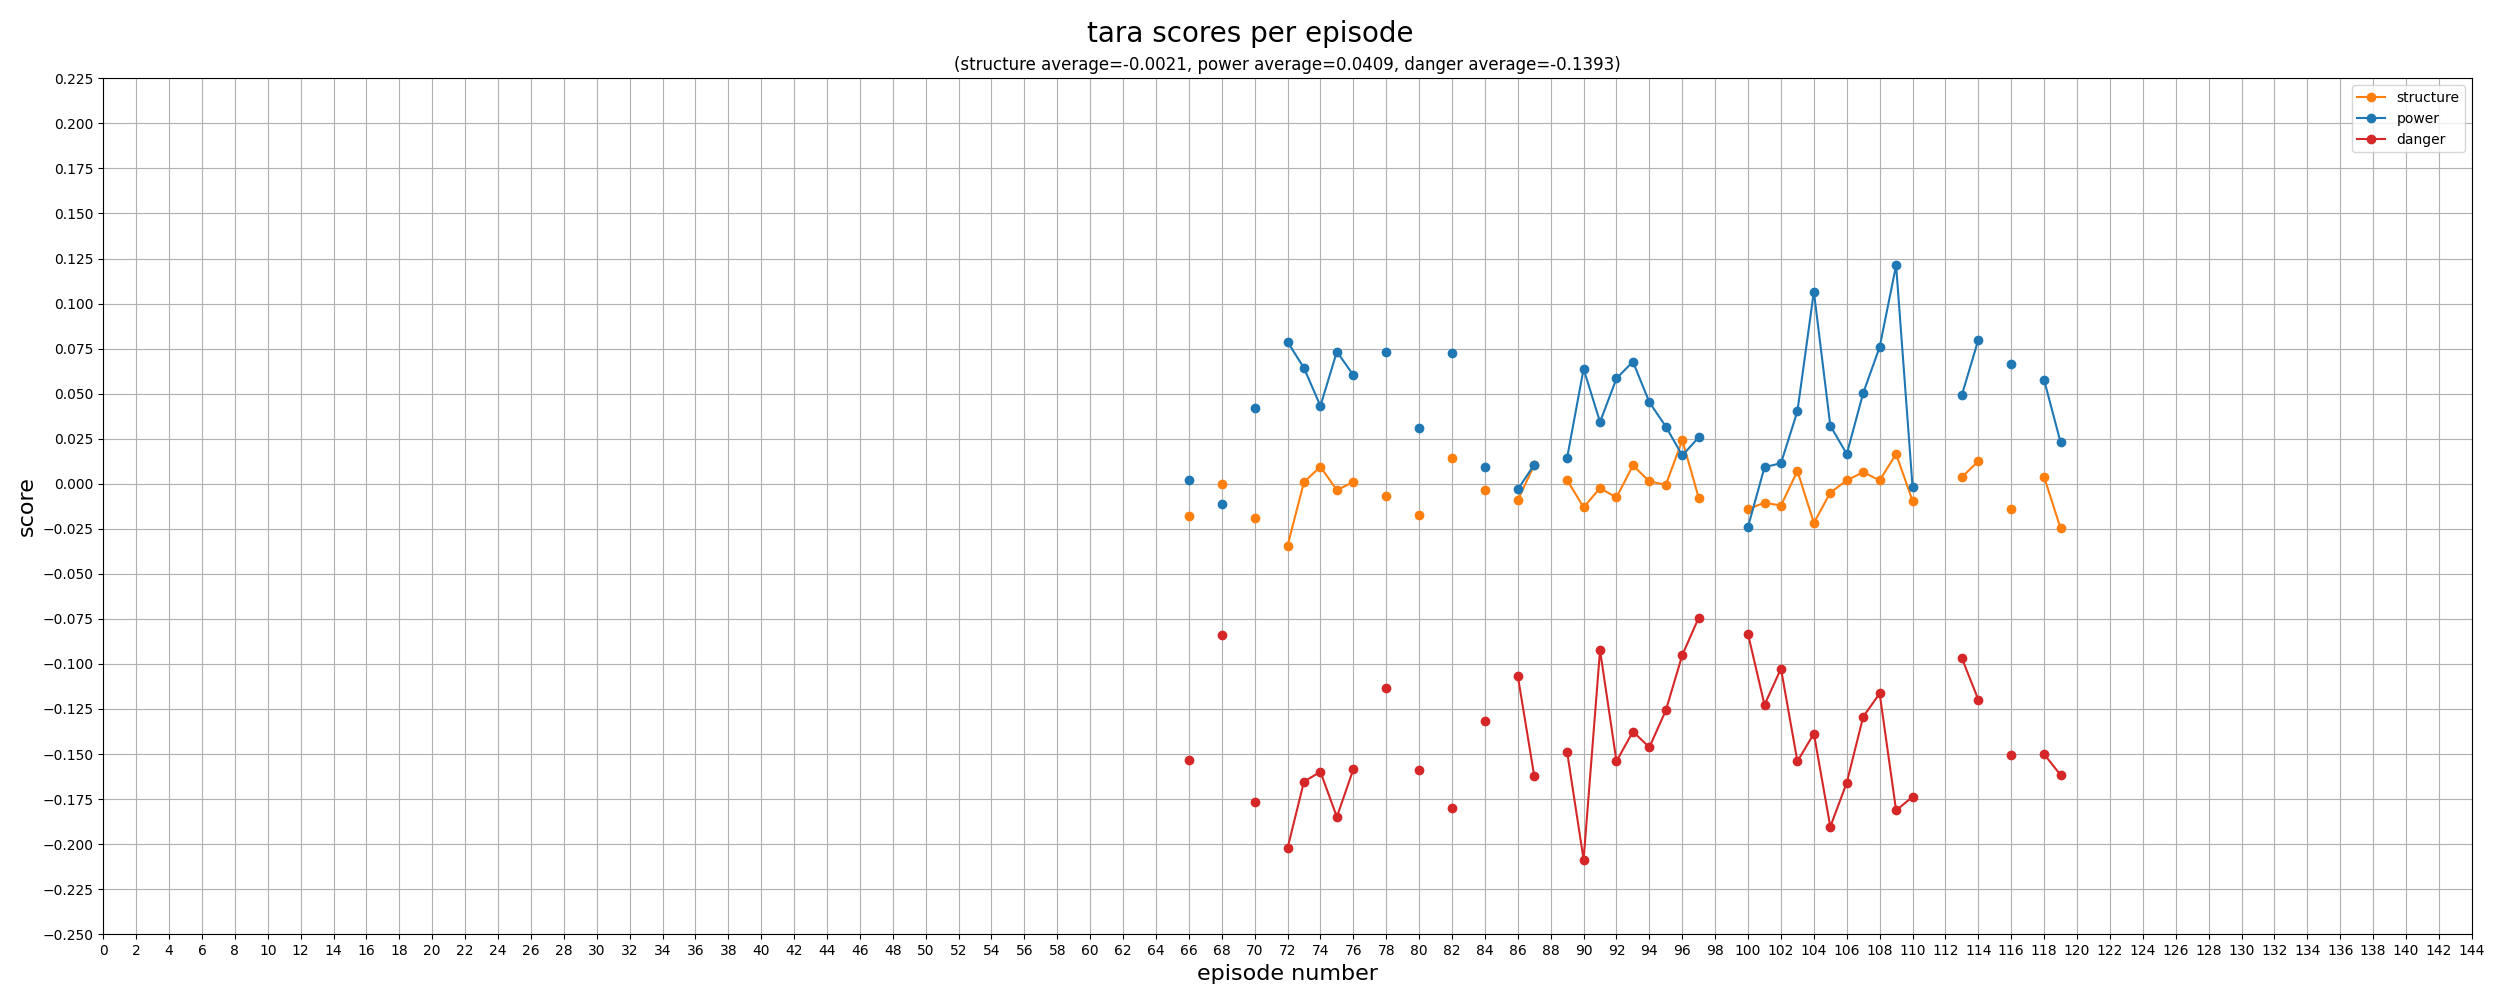 tara scores per episode
(structure average=-0.0021, power average=0.0409, danger average=-0.1393)
structure
power
danger
0.225
0.200
0.175
0.150
0.125
0.100
0.075
0.050
0.025
0.000
−0.025
−0.050
−0.075
−0.100
−0.125
−0.150
−0.175
−0.200
−0.225
−0.250
score
0 2 4 6 8 10 12 14 16 18 20 22 24 26 28 30 32 34 36 38 40 42 44 46 48 50 52 54 56 58 60 62 64 66 68 70 72 74 76 78 80 82 84 86 88 90 92 94 96 98 100 102 104 106 108 110 112 114 116 118 120 122 124 126 128 130 132 134 136 138 140 142 144
episode number